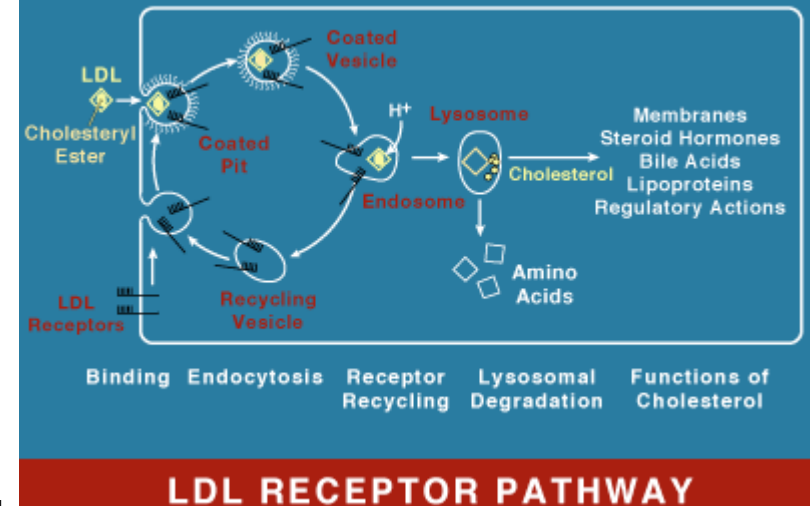 Coated
Vesicle
LDL
Cholesteryl
Ester
Coated
Pit
H+
Lysosome
Endosome
Cholesterol
Membranes
Steroid Hormones
Bile Acids
Lipoproteins
Regulatory Actions
Amino
Acids
Recycling
Vesicle
LDL
Receptors
Binding
Endocytosis
Receptor
Recycling
Lysosomal
Degradation
Functions of
Cholesterol
LDL RECEPTOR PATHWAY